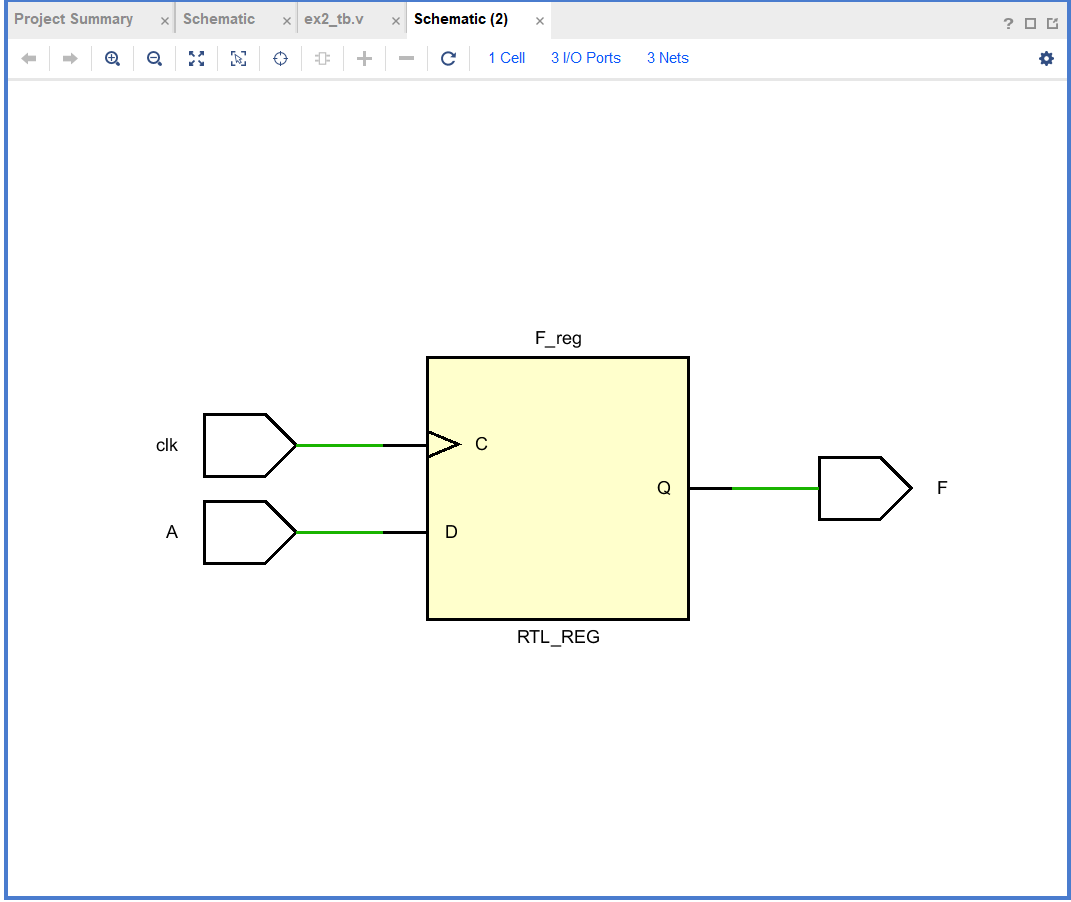 Project Summary × Schematic × ex2_tb.v × Schematic (2) × ?
1 Cell 3 I/O Ports 3 Nets
F_reg
clk C
Q F
A D
RTL_REG